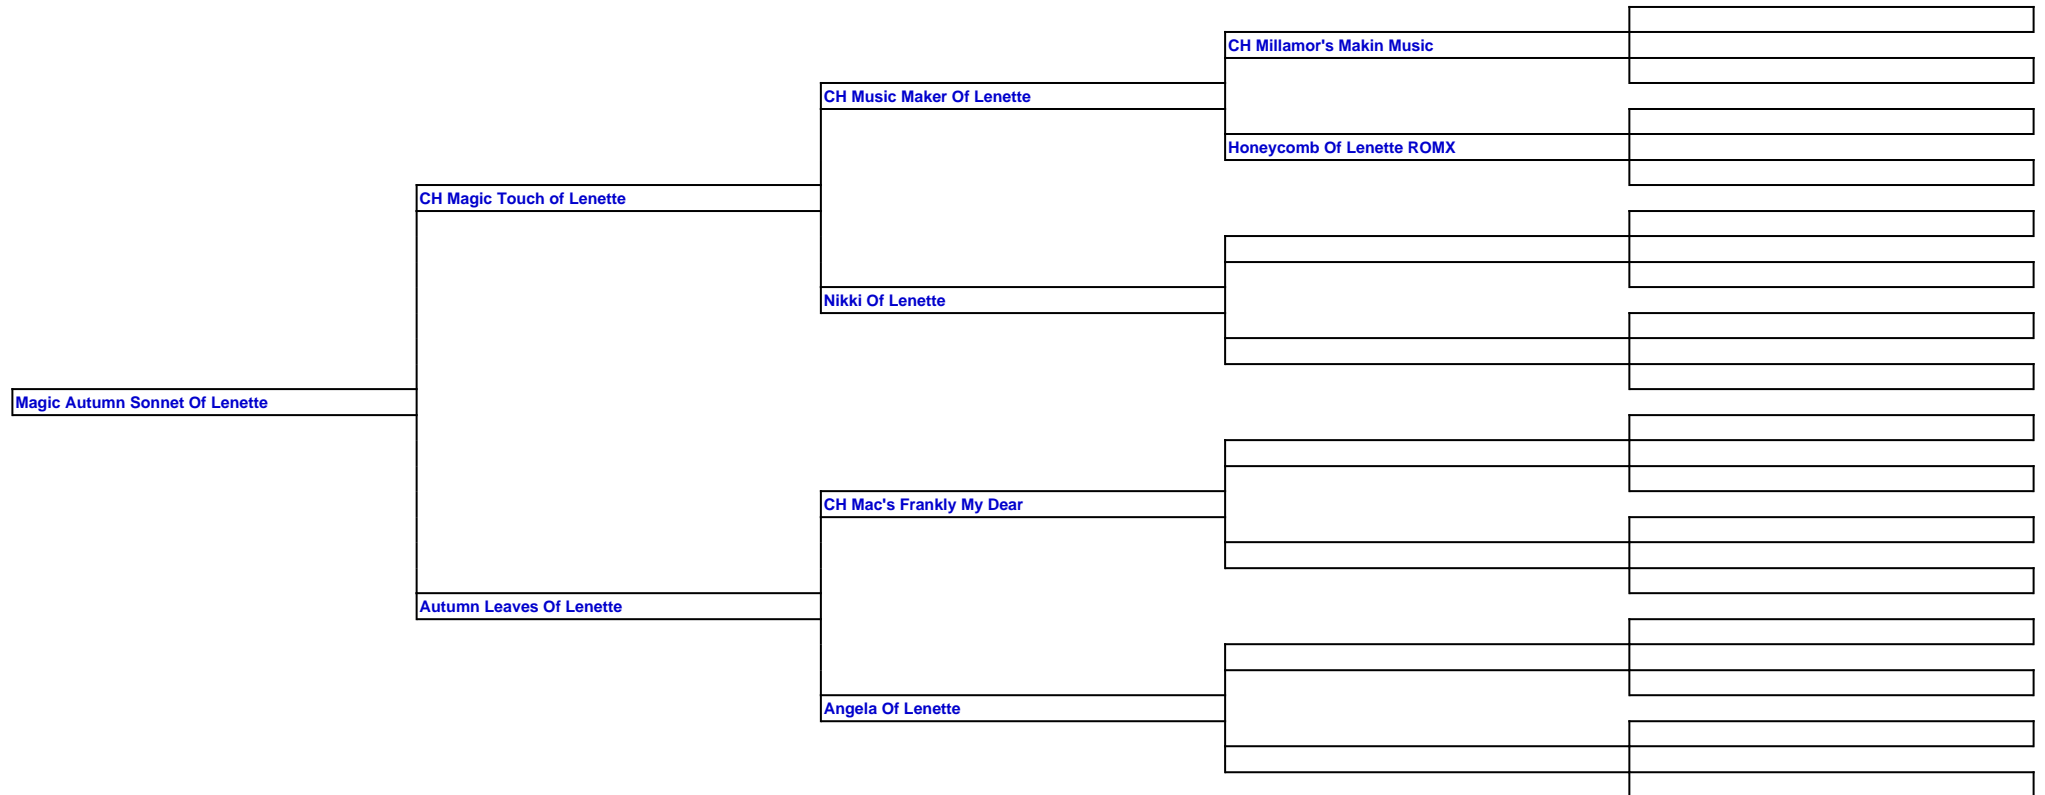 CH Millamor's Makin Music
CH Music Maker Of Lenette
Honeycomb Of Lenette ROMX
CH Magic Touch of Lenette
Nikki Of Lenette
Magic Autumn Sonnet Of Lenette
CH Mac's Frankly My Dear
Autumn Leaves Of Lenette
Angela Of Lenette